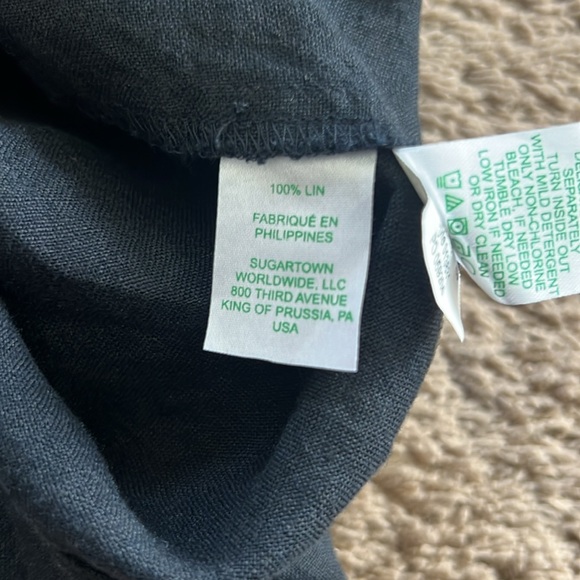 100% LIN
FABRIQUÉ EN
PHILIPPINES
SUGARTOWN
WORLDWIDE, LLC
800 THIRD AVENUE
KING OF PRUSSIA, PA
USA
SEPARATELY.
TURN INSIDE OUT
WITH MILD DETERGENT
ONLY NON-CHLORINE
BLEACH, IF NEEDED
TUMBLE DRY LOW
LOW IRON IF NEEDED
OR DRY CLEAN